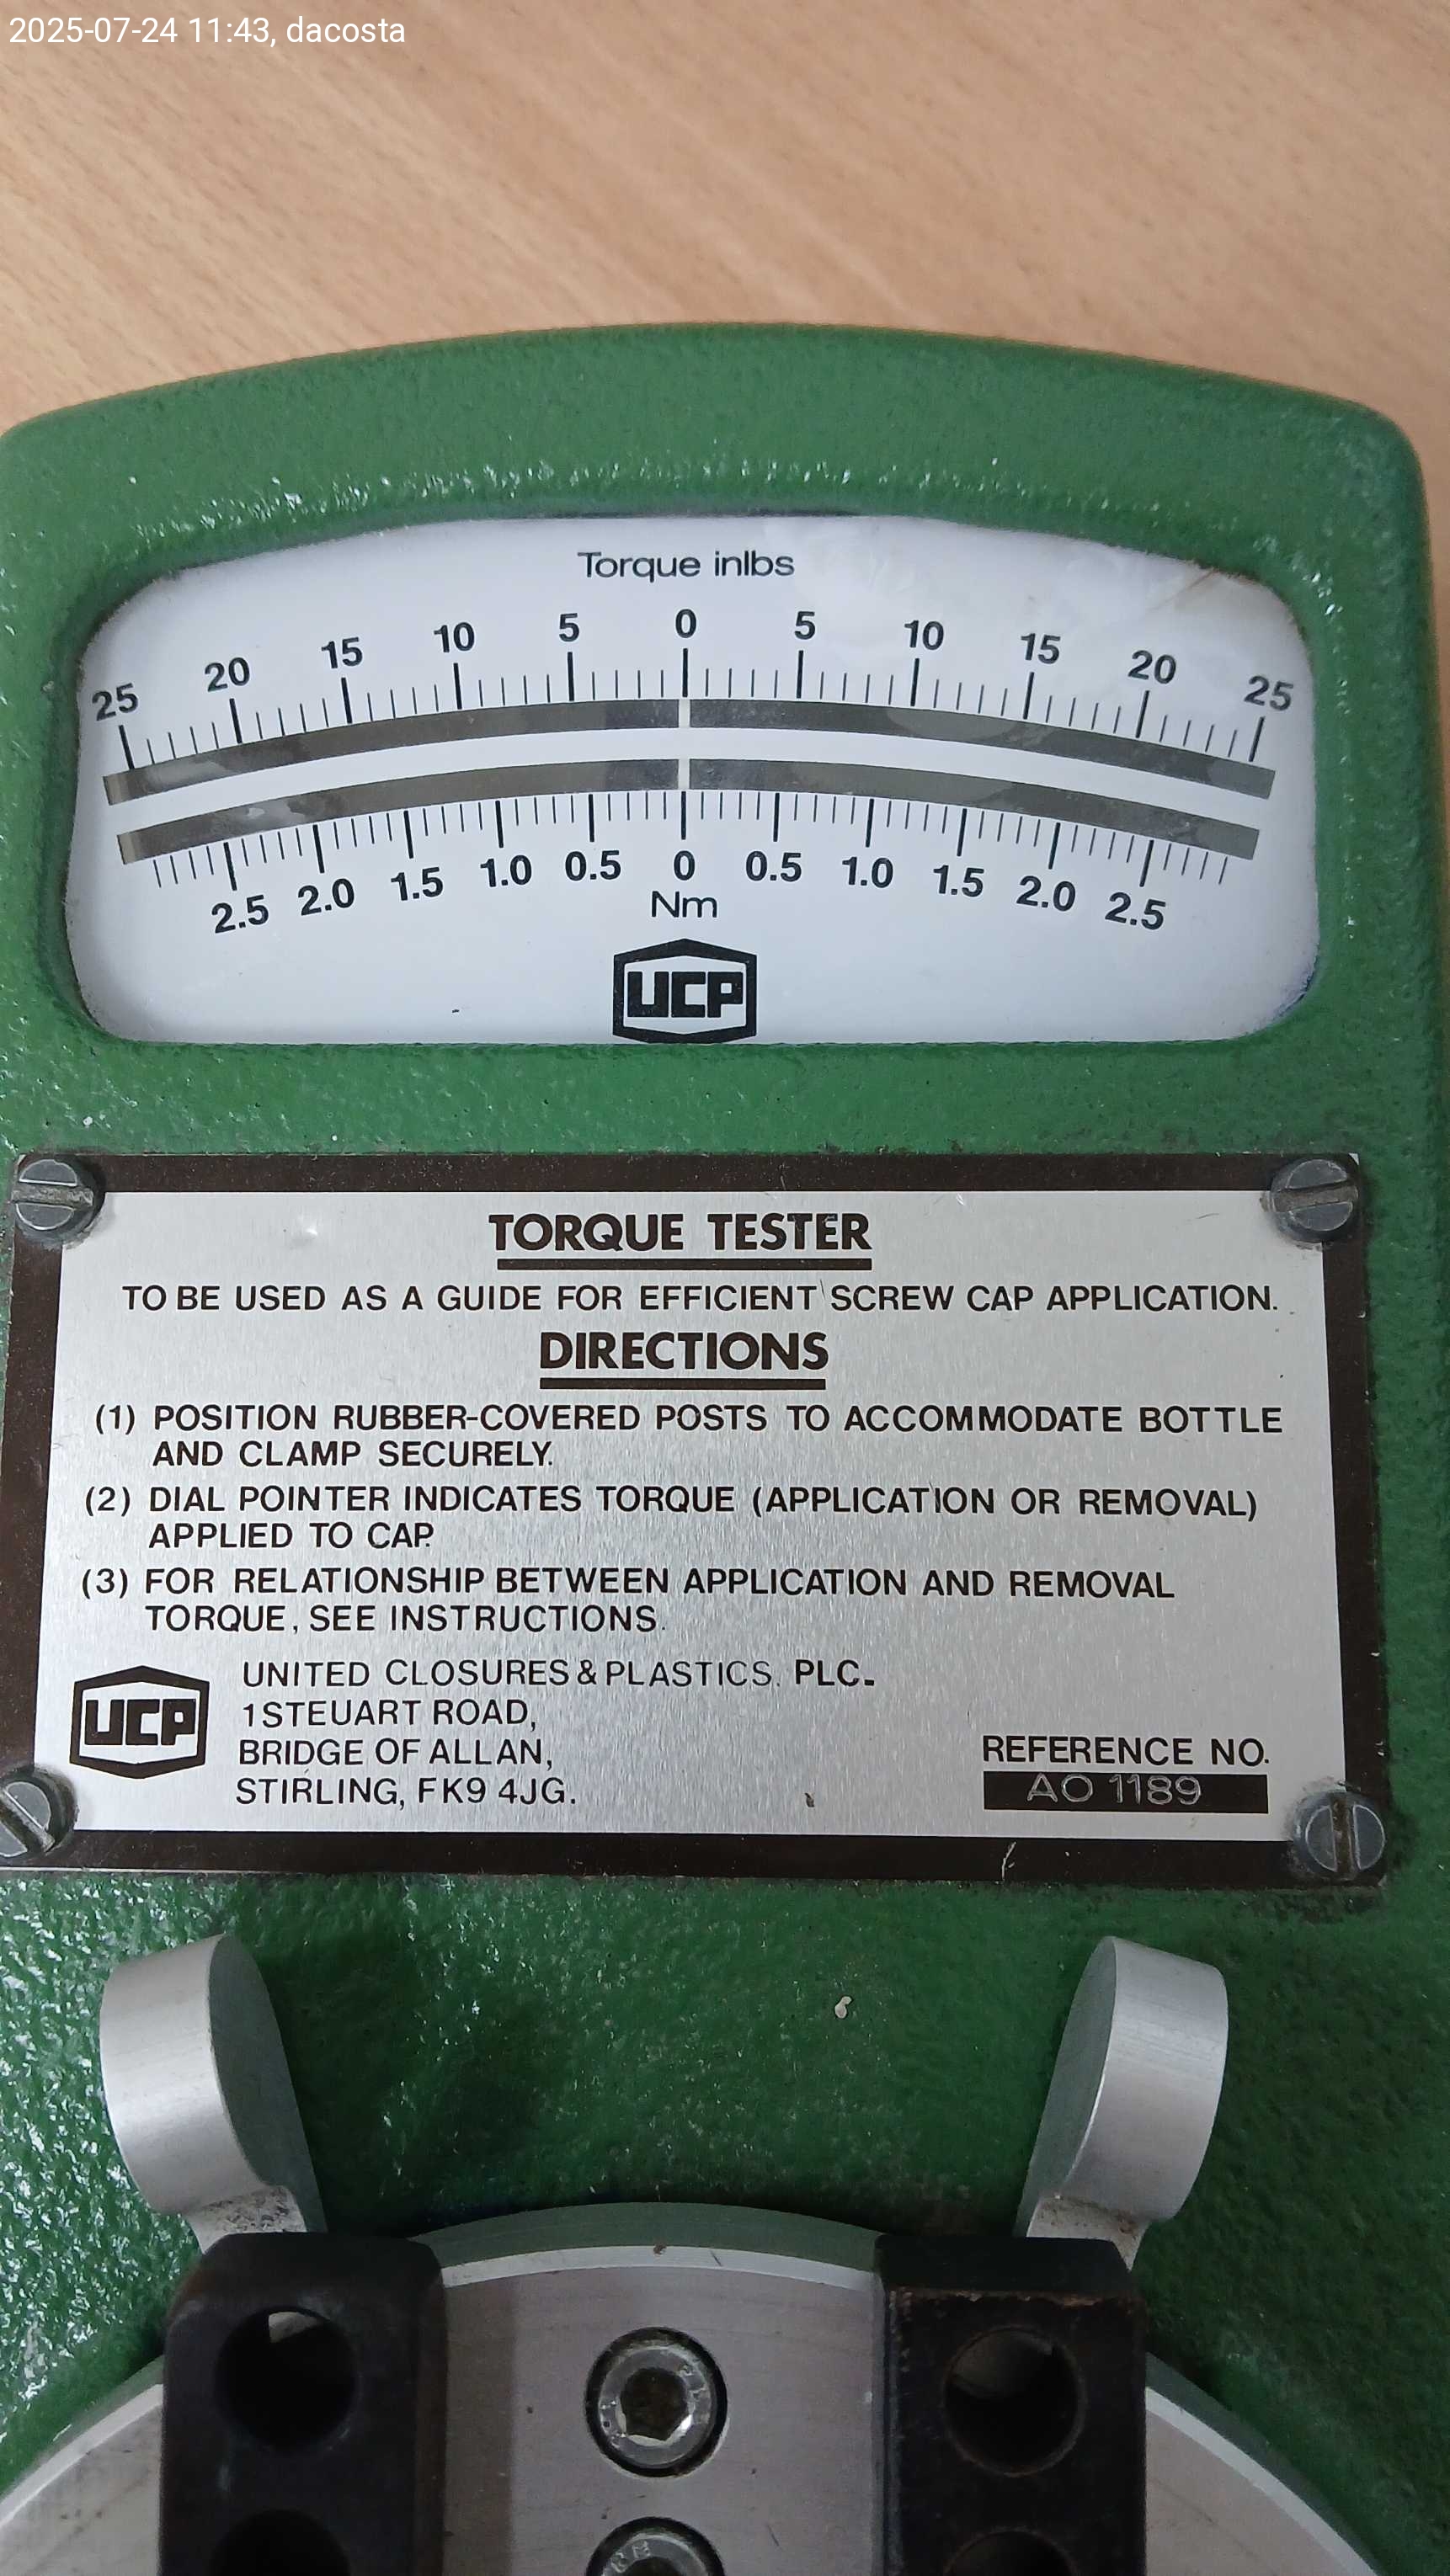 2025-07-24 11:43, dacosta
Torque inlbs
25 20 15 10 5 0 5 10 15 20 25
2.5 2.0 1.5 1.0 0.5 0 0.5 1.0 1.5 2.0 2.5
Nm
UCP
TORQUE TESTER
TO BE USED AS A GUIDE FOR EFFICIENT SCREW CAP APPLICATION.
DIRECTIONS
(1) POSITION RUBBER-COVERED POSTS TO ACCOMMODATE BOTTLE
AND CLAMP SECURELY.
(2) DIAL POINTER INDICATES TORQUE (APPLICATION OR REMOVAL)
APPLIED TO CAP.
(3) FOR RELATIONSHIP BETWEEN APPLICATION AND REMOVAL
TORQUE, SEE INSTRUCTIONS.
UCP
UNITED CLOSURES & PLASTICS. PLC.
1 STEUART ROAD,
BRIDGE OF ALLAN,
STIRLING, FK9 4JG.
REFERENCE NO.
AO 1189